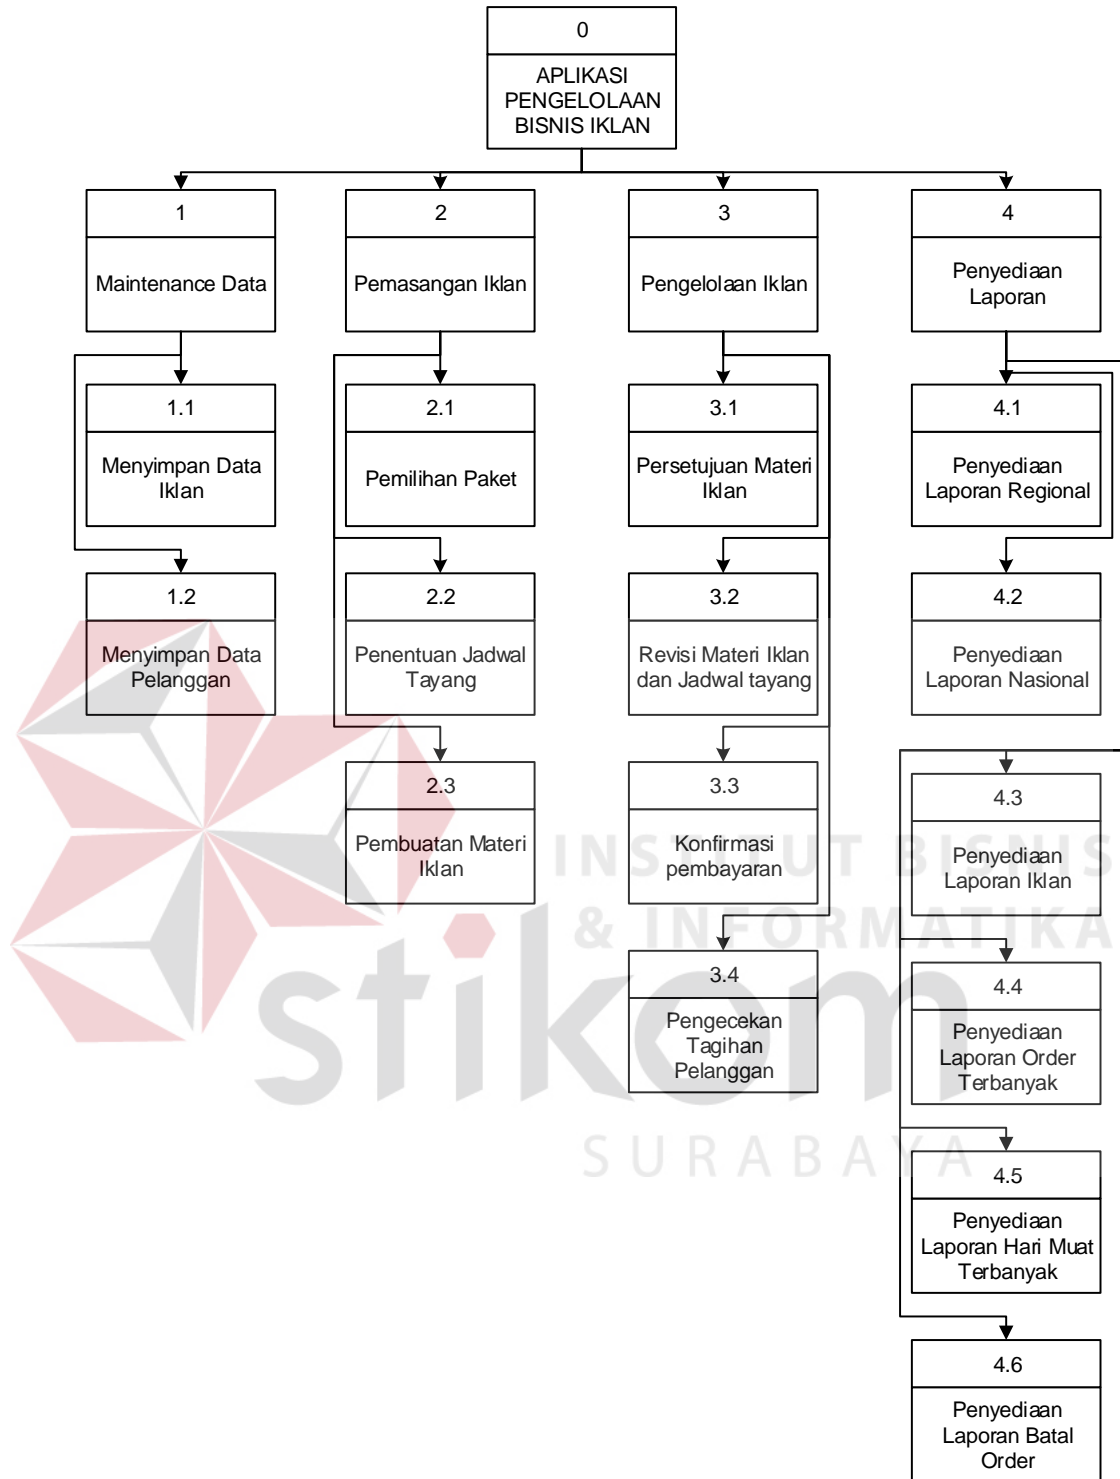 0
APLIKASI
PENGELOLAAN
BISNIS IKLAN
1
Maintenance Data
2
Pemasangan Iklan
3
Pengelolaan Iklan
4
Penyediaan
Laporan
1.1
Menyimpan Data
Iklan
2.1
Pemilihan Paket
3.1
Persetujuan Materi
Iklan
4.1
Penyediaan
Laporan Regional
1.2
Menyimpan Data
Pelanggan
2.2
Penentuan Jadwal
Tayang
3.2
Revisi Materi Iklan
dan Jadwal tayang
4.2
Penyediaan
Laporan Nasional
2.3
Pembuatan Materi
Iklan
3.3
Konfirmasi
pembayaran
4.3
Penyediaan
Laporan Iklan
3.4
Pengecekan
Tagihan
Pelanggan
4.4
Penyediaan
Laporan Order
Terbanyak
4.5
Penyediaan
Laporan Hari Muat
Terbanyak
4.6
Penyediaan
Laporan Batal
Order
INSTITUT BISNIS
& INFORMATIKA
stikom
SURABAYA